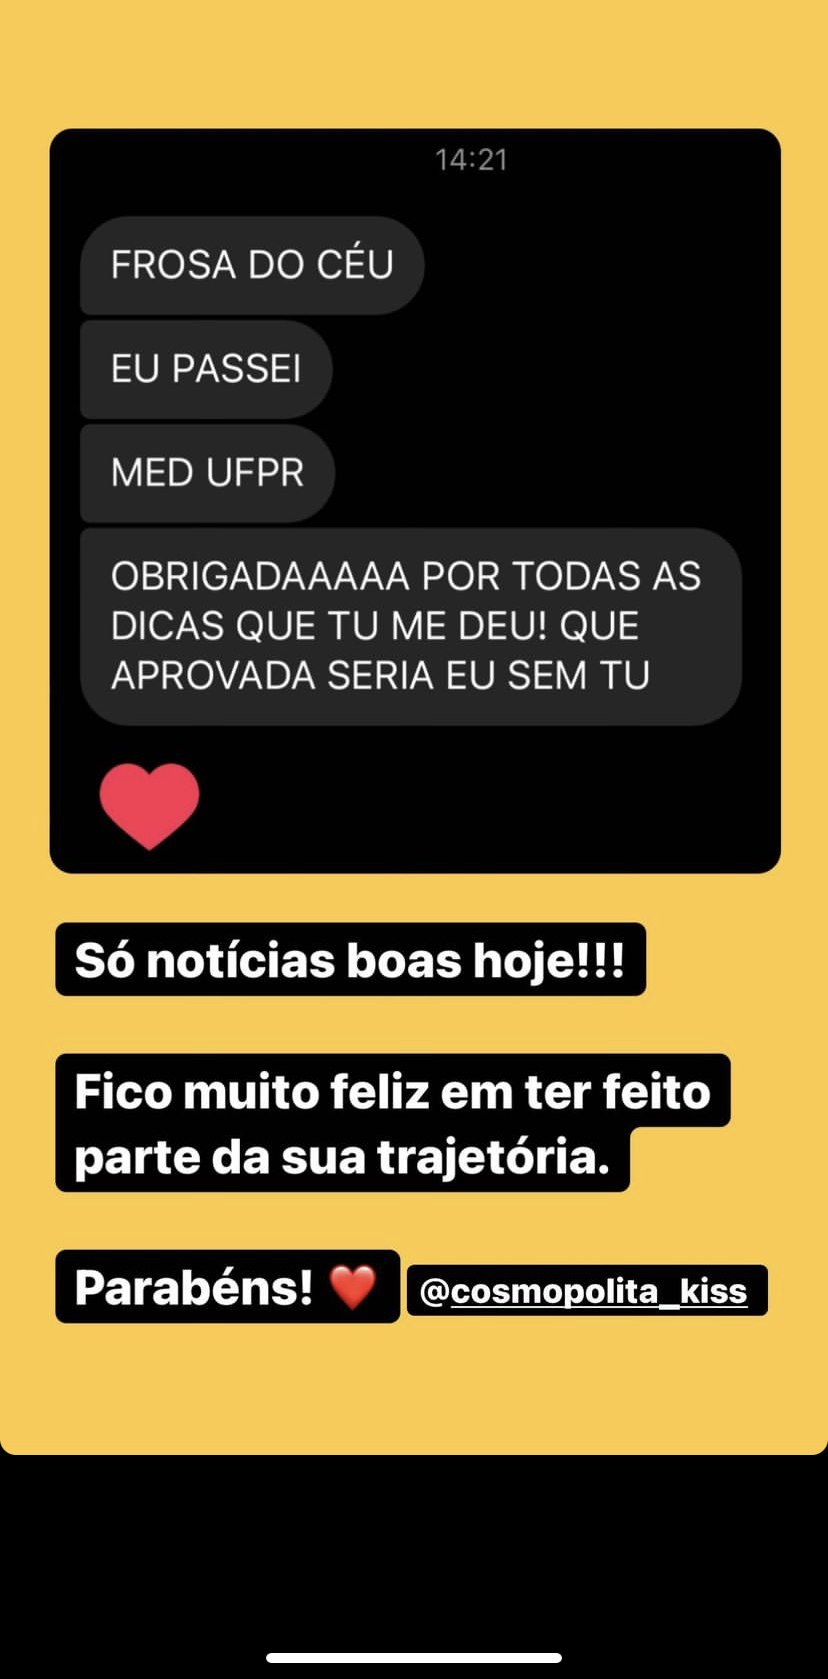 14:21
FROSA DO CÉU
EU PASSEI
MED UFPR
OBRIGADAAAAA POR TODAS AS
DICAS QUE TU ME DEU! QUE
APROVADA SERIA EU SEM TU
Só notícias boas hoje!!!
Fico muito feliz em ter feito
parte da sua trajetória.
Parabéns! ❤️ @cosmopolita_kiss